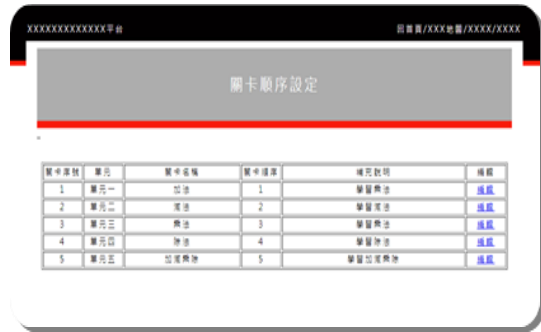 XXXXXXXXXXXXX平台 回首頁/XXX地圖/XXXX/XXXX
關卡順序設定
關卡序號 單元 關卡名稱 關卡順序 補充說明 編輯
1 單元一 加法 1 學習加法 編輯
2 單元二 減法 2 學習減法 編輯
3 單元三 乘法 3 學習乘法 編輯
4 單元四 除法 4 學習除法 編輯
5 單元五 加減乘除 5 學習加減乘除 編輯